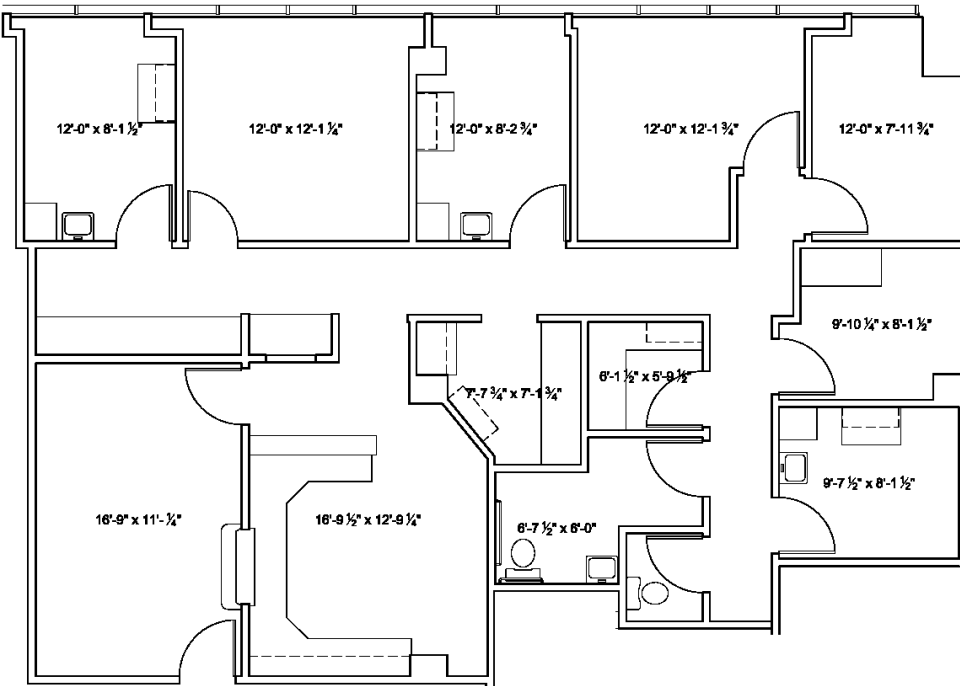 12'-0" x 8'-1 ½"
12'-0" x 12'-1 ¼"
12'-0" x 8'-2 ¾"
12'-0" x 12'-1 ¾"
12'-0" x 7'-11 ¾"
9'-10 ¼" x 8'-1 ½"
6'-1 ½" x 5'-9 ½"
7'-7 ¾" x 7'-1 ¾"
9'-7 ½" x 8'-1 ½"
16'-9" x 11'- ¼"
16'-9 ½" x 12'-9 ¼"
6'-7 ½" x 6'-0"